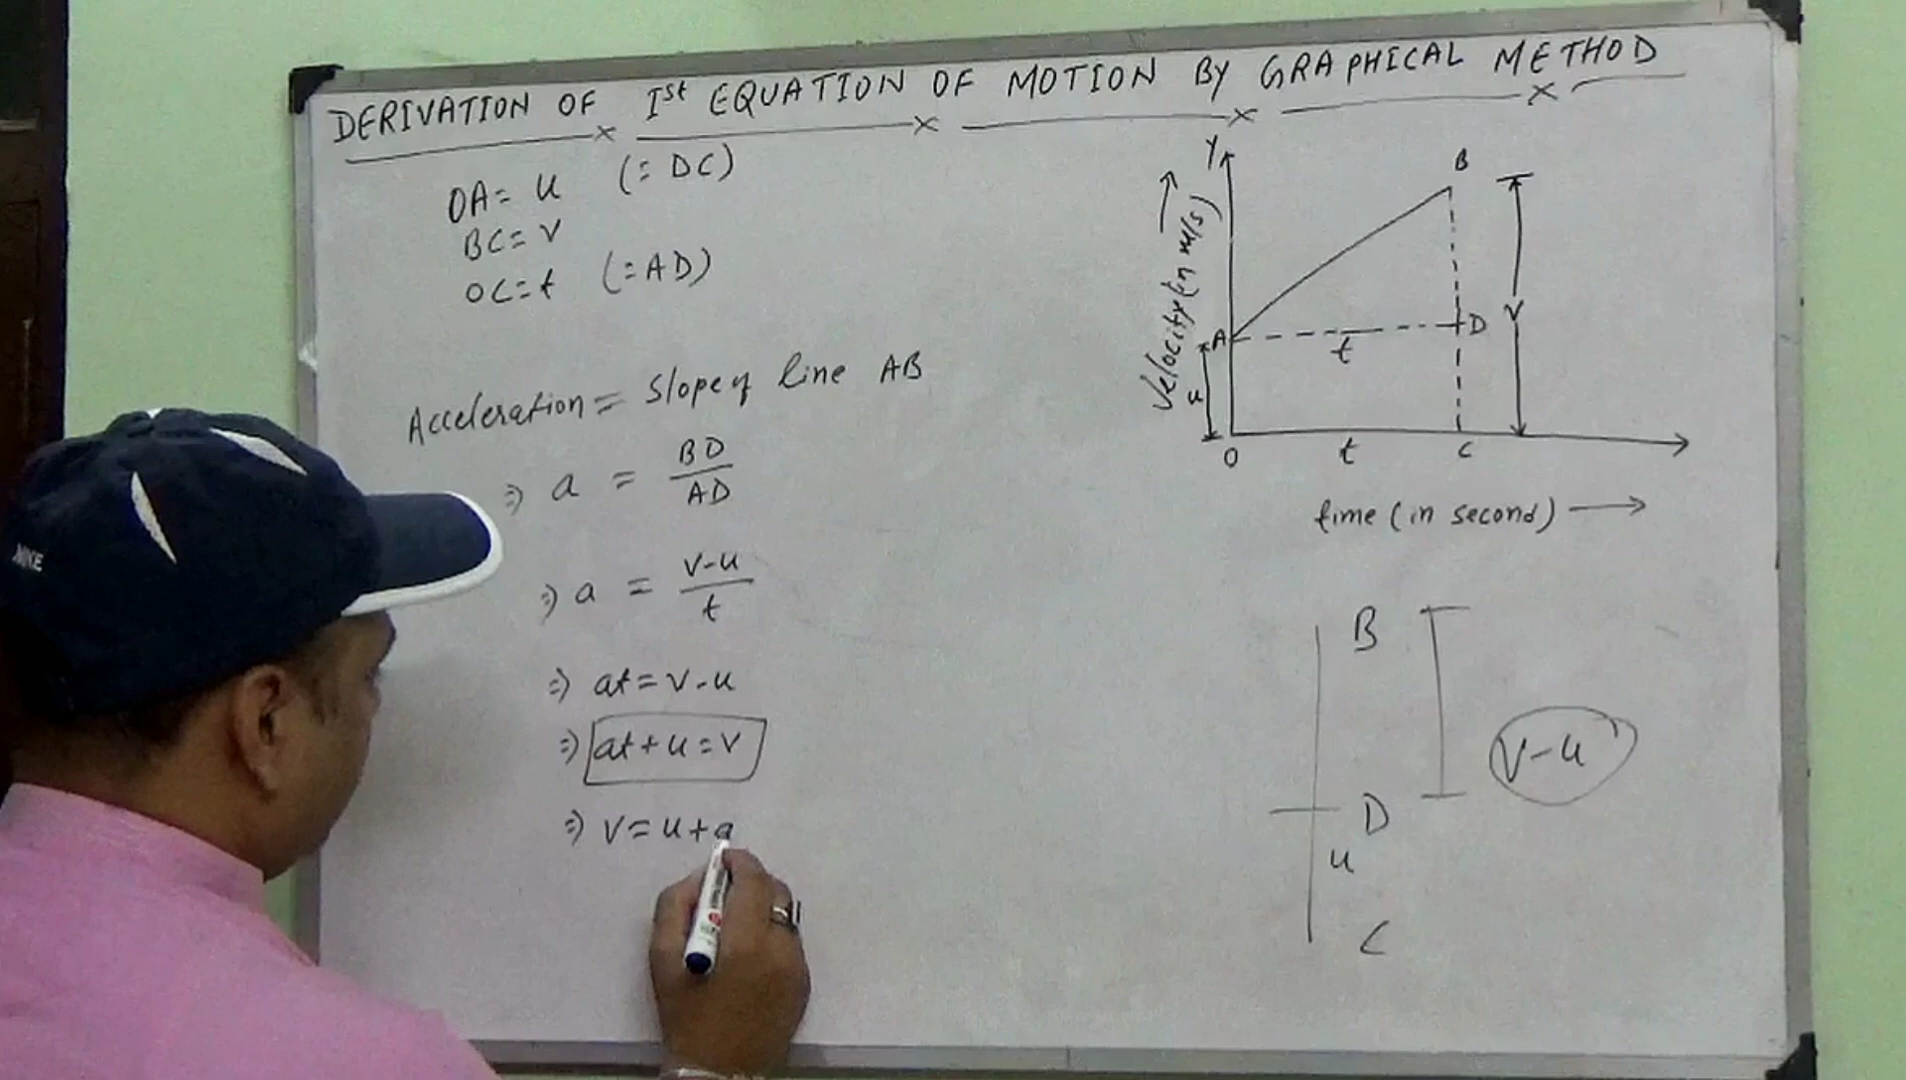 DERIVATION OF Ist EQUATION OF MOTION BY GRAPHICAL METHOD
OA = u (= DC)
BC = v
OC = t (= AD)
Acceleration = Slope of line AB
⇒ a = BD/AD
⇒ a = v-u/t
⇒ at = v-u
⇒ at + u = v
⇒ v = u + a
Y
B
Velocity (in m/s)
A
t
D
v
u
O
t
C
time (in second)
B
v-u
D
u
C
NIKE